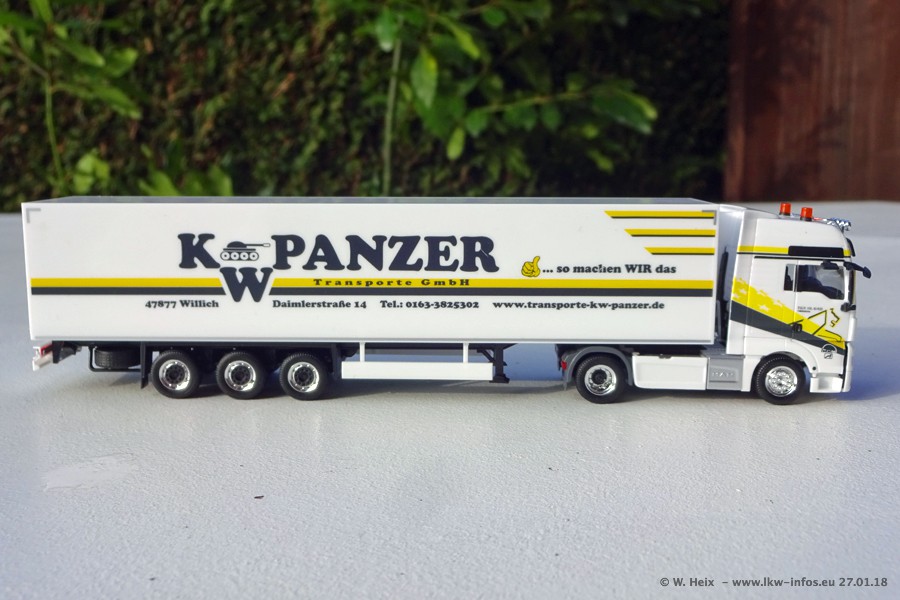 KW PANZER
Transporte GmbH
... so machen WIR das
47877 Willich Daimlerstraße 14 Tel.: 0163-3825302 www.transporte-kw-panzer.de
© W. Heix - www.lkw-infos.eu 27.01.18